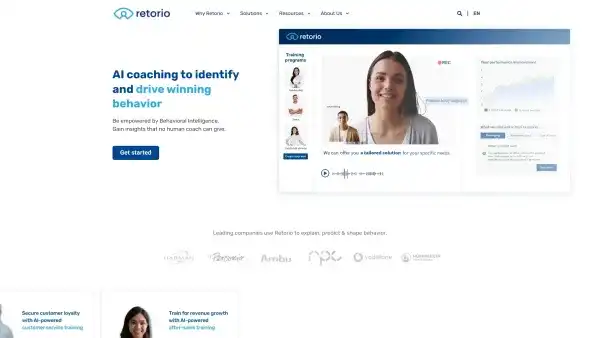 retorio
Why Retorio
Solutions
Resources
About Us
EN
AI coaching to identify
and drive winning
behavior
Be empowered by Behavioral Intelligence.
Gain insights that no human coach can give.
Get started
retorio
Training
programs
REC
We can offer you a tailored solution for your specific needs.
Leading companies use Retorio to explain, predict & shape behavior.
Ambu
vodafone
Secure customer loyalty
with AI-powered
customer service training
Train for revenue growth
with AI-powered
after-sales training